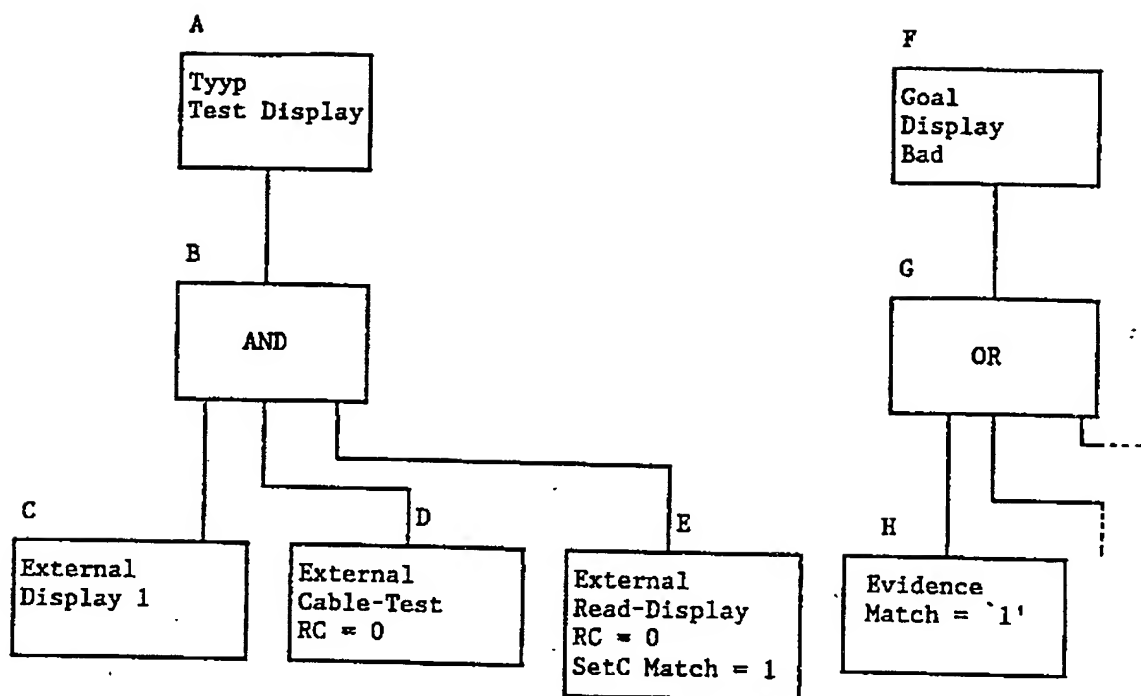 A
Tyyp
Test Display
B
AND
C
External
Display 1
D
External
Cable-Test
RC = 0
E
External
Read-Display
RC = 0
SetC Match = 1
F
Goal
Display
Bad
G
OR
H
Evidence
Match = `1'